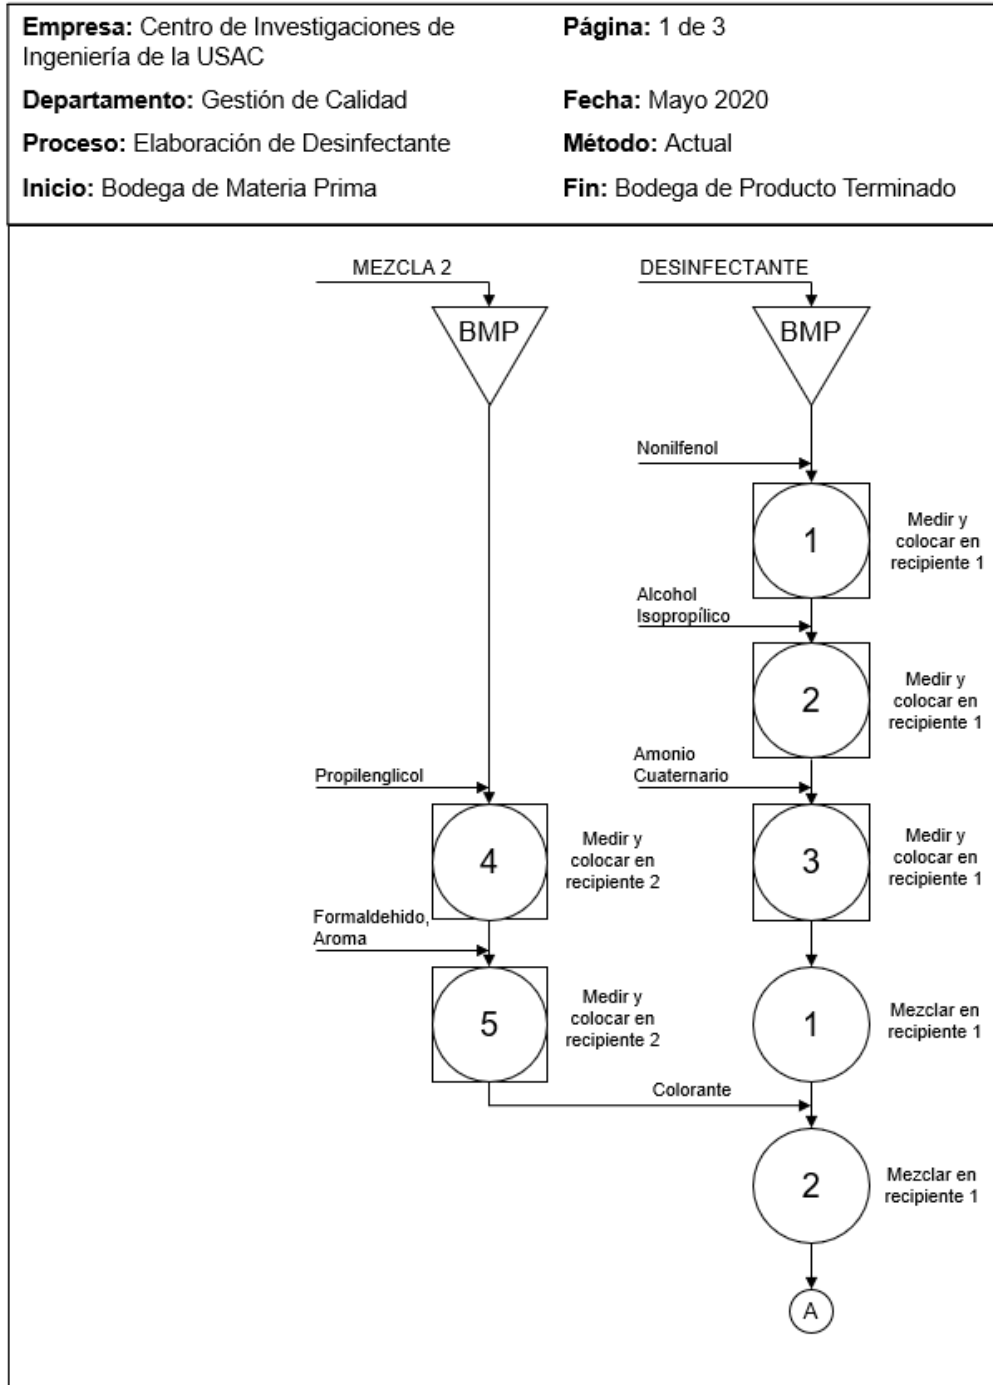 Empresa: Centro de Investigaciones de
Ingeniería de la USAC
Página: 1 de 3
Departamento: Gestión de Calidad
Fecha: Mayo 2020
Proceso: Elaboración de Desinfectante
Método: Actual
Inicio: Bodega de Materia Prima
Fin: Bodega de Producto Terminado
MEZCLA 2
DESINFECTANTE
BMP
BMP
Nonilfenol
1
Medir y
colocar en
recipiente 1
Alcohol
Isopropílico
2
Medir y
colocar en
recipiente 1
Amonio
Cuaternario
Propilenglicol
4
Medir y
colocar en
recipiente 2
3
Medir y
colocar en
recipiente 1
Formaldehido,
Aroma
5
Medir y
colocar en
recipiente 2
1
Mezclar en
recipiente 1
Colorante
2
Mezclar en
recipiente 1
A